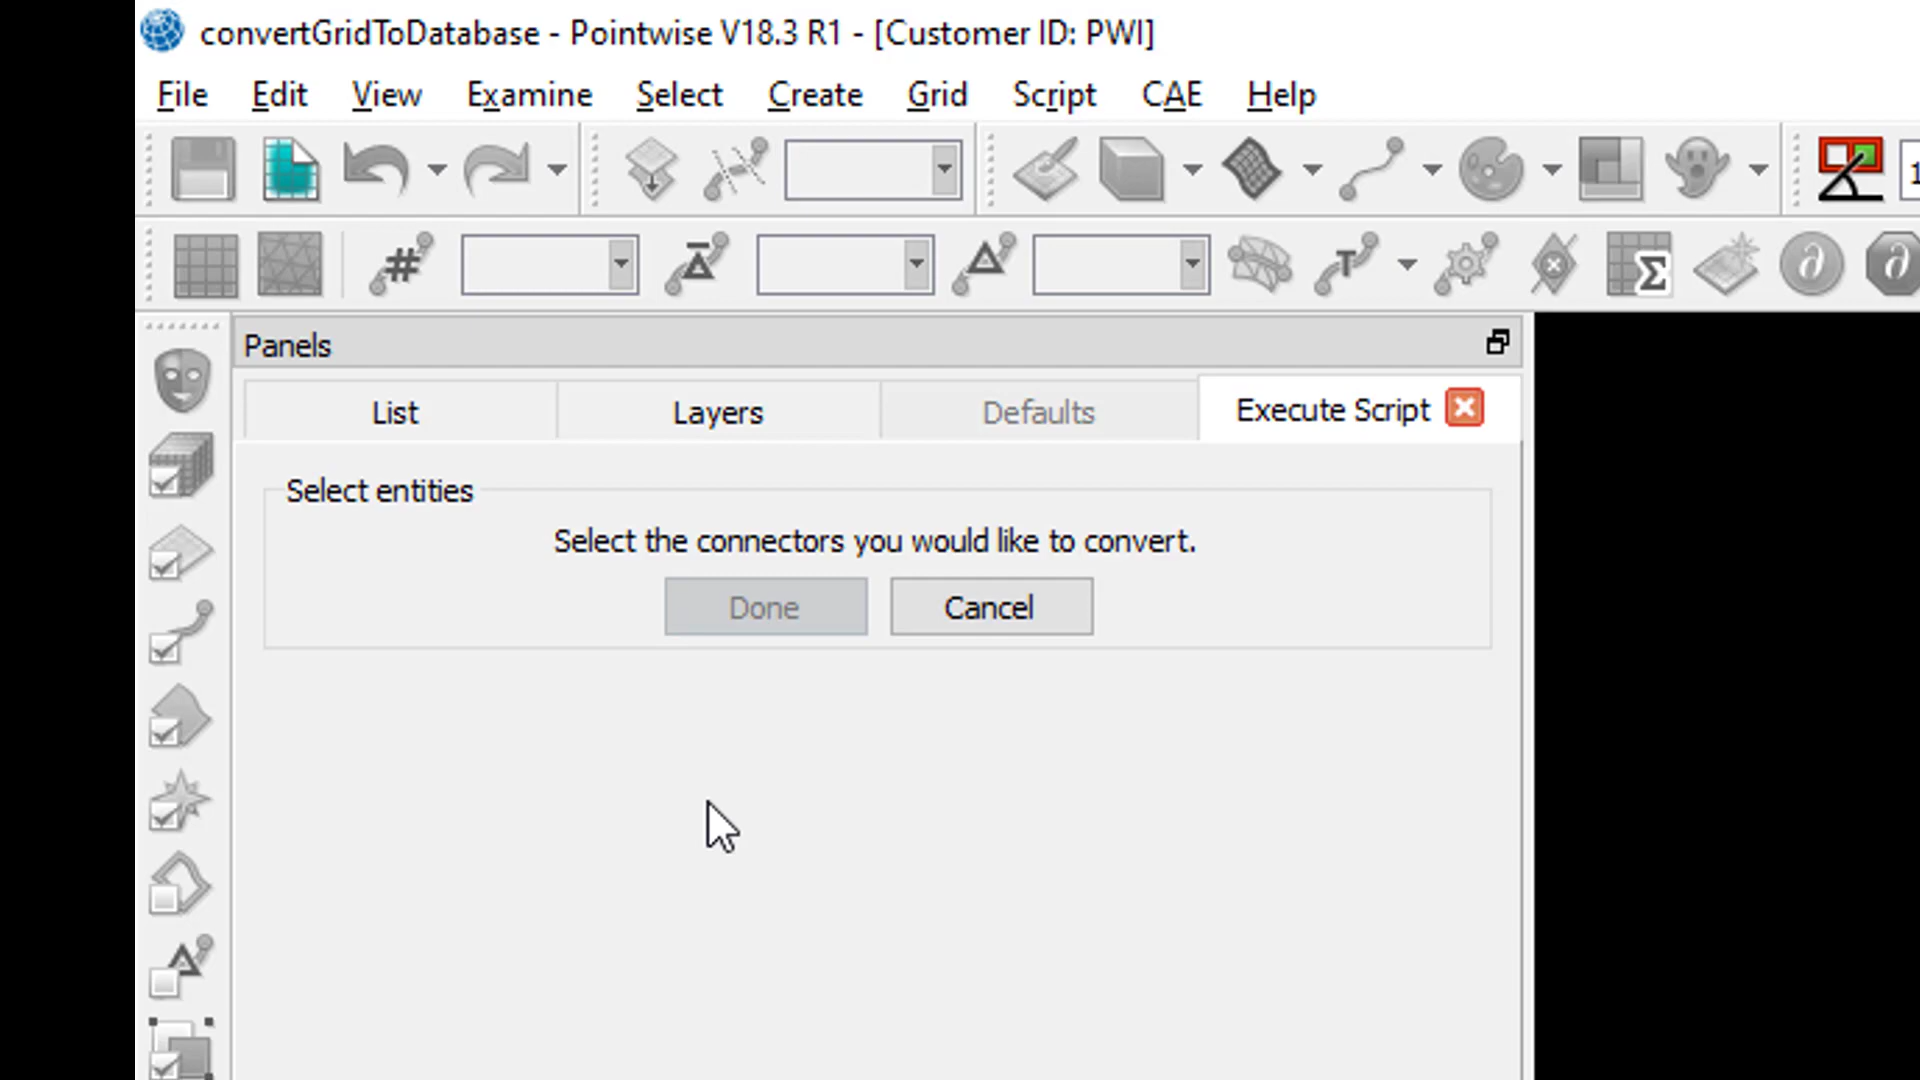 convertGridToDatabase - Pointwise V18.3 R1 - [Customer ID: PWI]
File Edit View Examine Select Create Grid Script CAE Help
1
#
T
Σ
∂ ∂
Panels
List Layers Defaults Execute Script
Select entities
Select the connectors you would like to convert.
Done Cancel